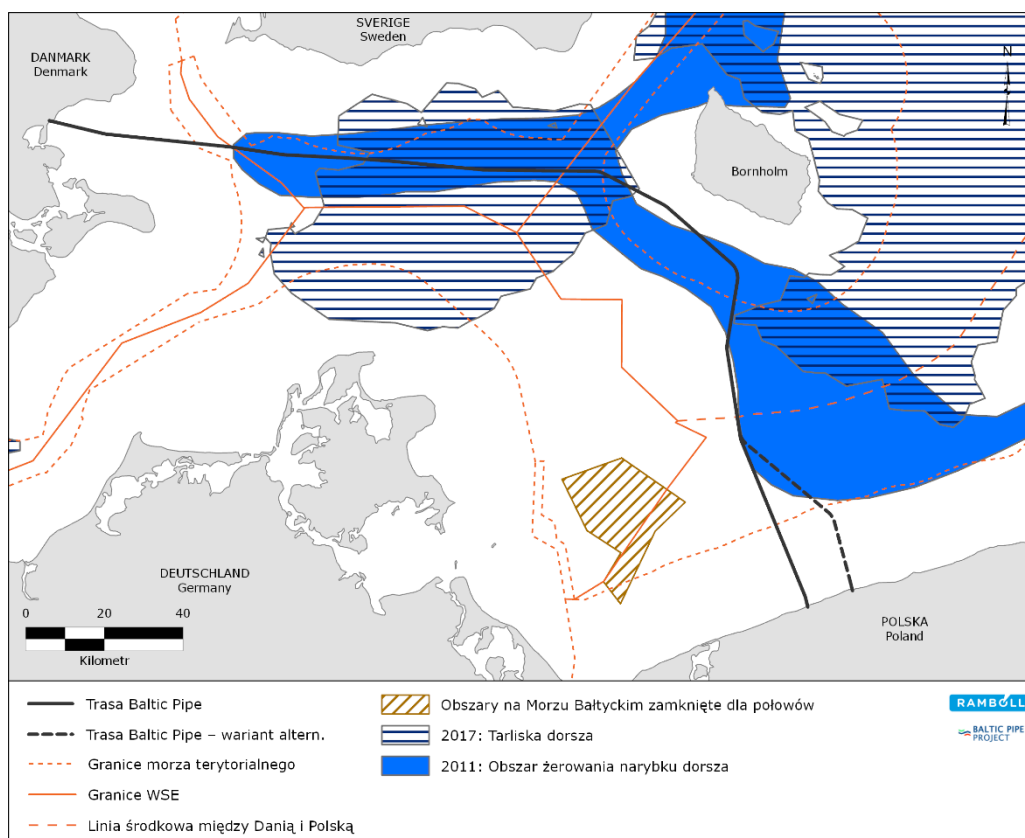 SVERIGE
Sweden
DANMARK
Denmark
N
Bornholm
DEUTSCHLAND
Germany
0 20 40
Kilometr
POLSKA
Poland
Trasa Baltic Pipe
Trasa Baltic Pipe – wariant altern.
Granice morza terytorialnego
Granice WSE
Linia środkowa między Danią i Polską
Obszary na Morzu Bałtyckim zamknięte dla połowów
2017: Tarliska dorsza
2011: Obszar żerowania narybku dorsza
RAMBOLL
BALTIC PIPE
PROJECT